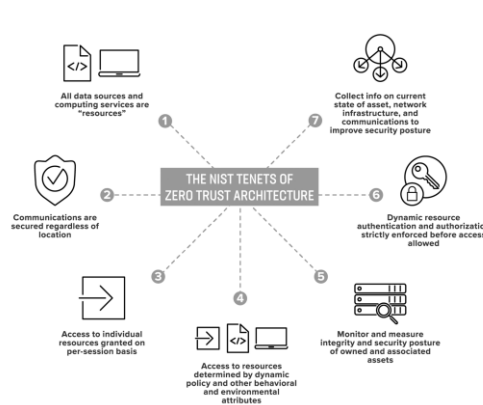 </>
All data sources and
computing services are
"resources"
1
Collect info on current
state of asset, network
infrastructure, and
communications to
improve security posture
7
THE NIST TENETS OF
ZERO TRUST ARCHITECTURE
2
Communications are
secured regardless of
location
6
Dynamic resource
authentication and authorizatio
strictly enforced before access
allowed
3
Access to individual
resources granted on
per-session basis
4
</>
Access to resources
determined by dynamic
policy and other behavioral
and environmental
attributes
5
Monitor and measure
integrity and security posture
of owned and associated
assets